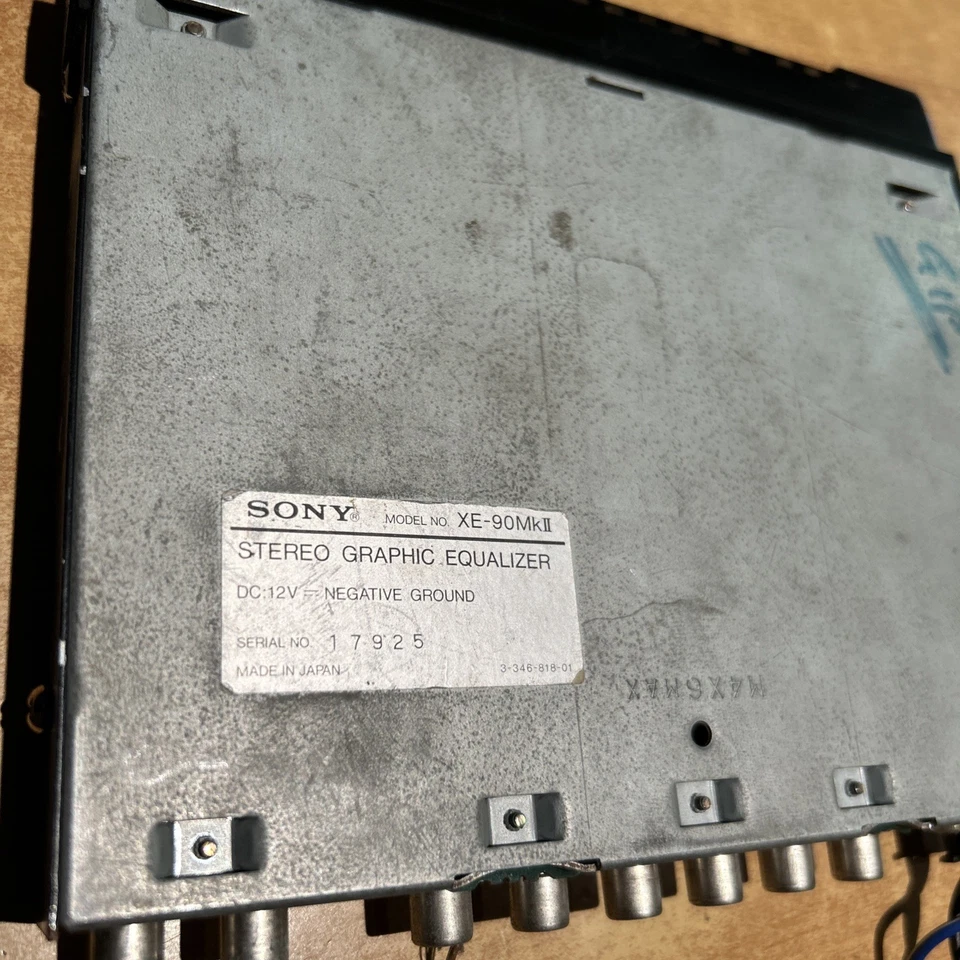 SONY® MODEL NO. XE-90MkII
STEREO GRAPHIC EQUALIZER
DC:12V ⎓ NEGATIVE GROUND
SERIAL NO. 17925
MADE IN JAPAN 3-346-818-01
M4X6MAX